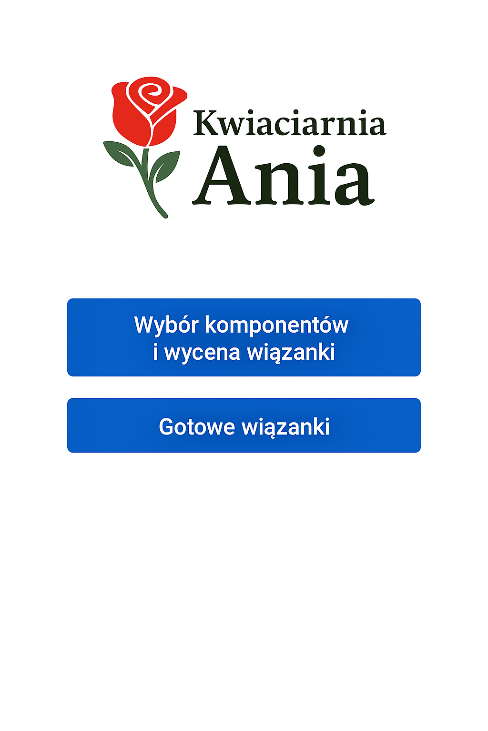 Kwiaciarnia
Ania
Wybór komponentów
i wycena wiązanki
Gotowe wiązanki